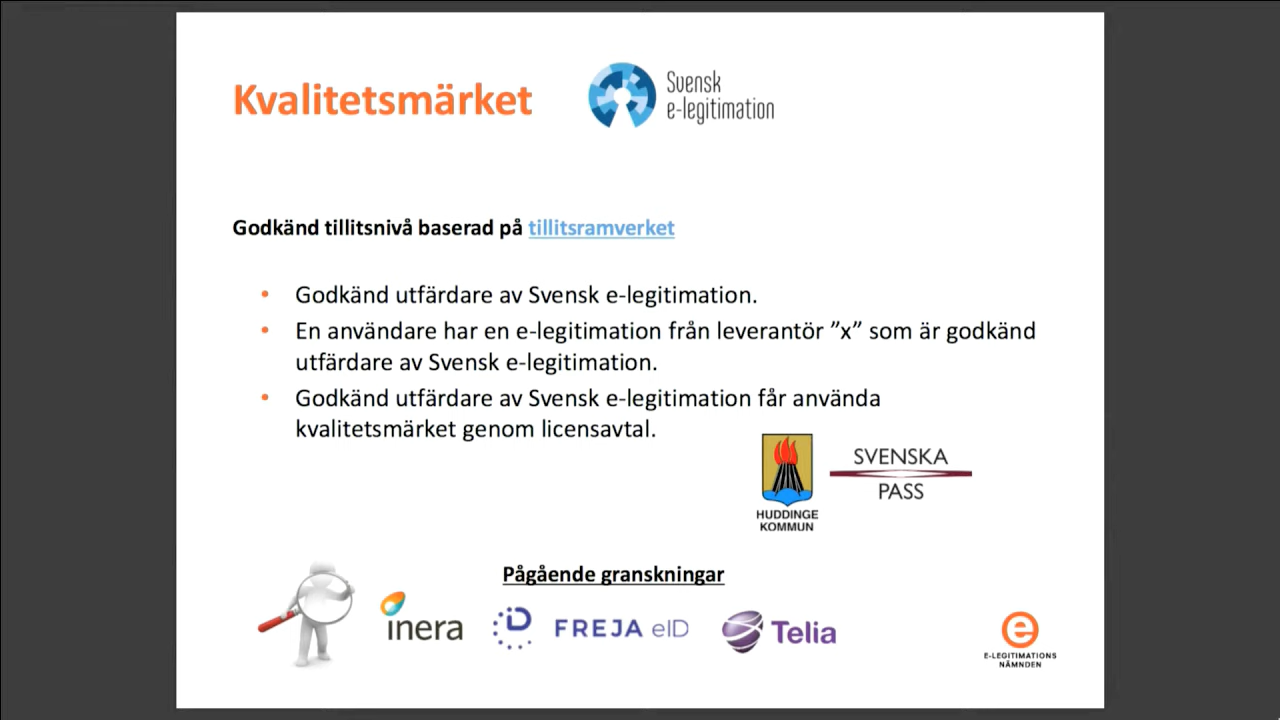 Kvalitetsmärket
Svensk
e-legitimation
Godkänd tillitsnivå baserad på tillitsramverket
• Godkänd utfärdare av Svensk e-legitimation.
• En användare har en e-legitimation från leverantör ”x” som är godkänd
utfärdare av Svensk e-legitimation.
• Godkänd utfärdare av Svensk e-legitimation får använda
kvalitetsmärket genom licensavtal.
HUDDINGE
KOMMUN
SVENSKA
PASS
Pågående granskningar
inera
iD FREJA eID
Telia
e
E-LEGITIMATIONS
NÄMNDEN